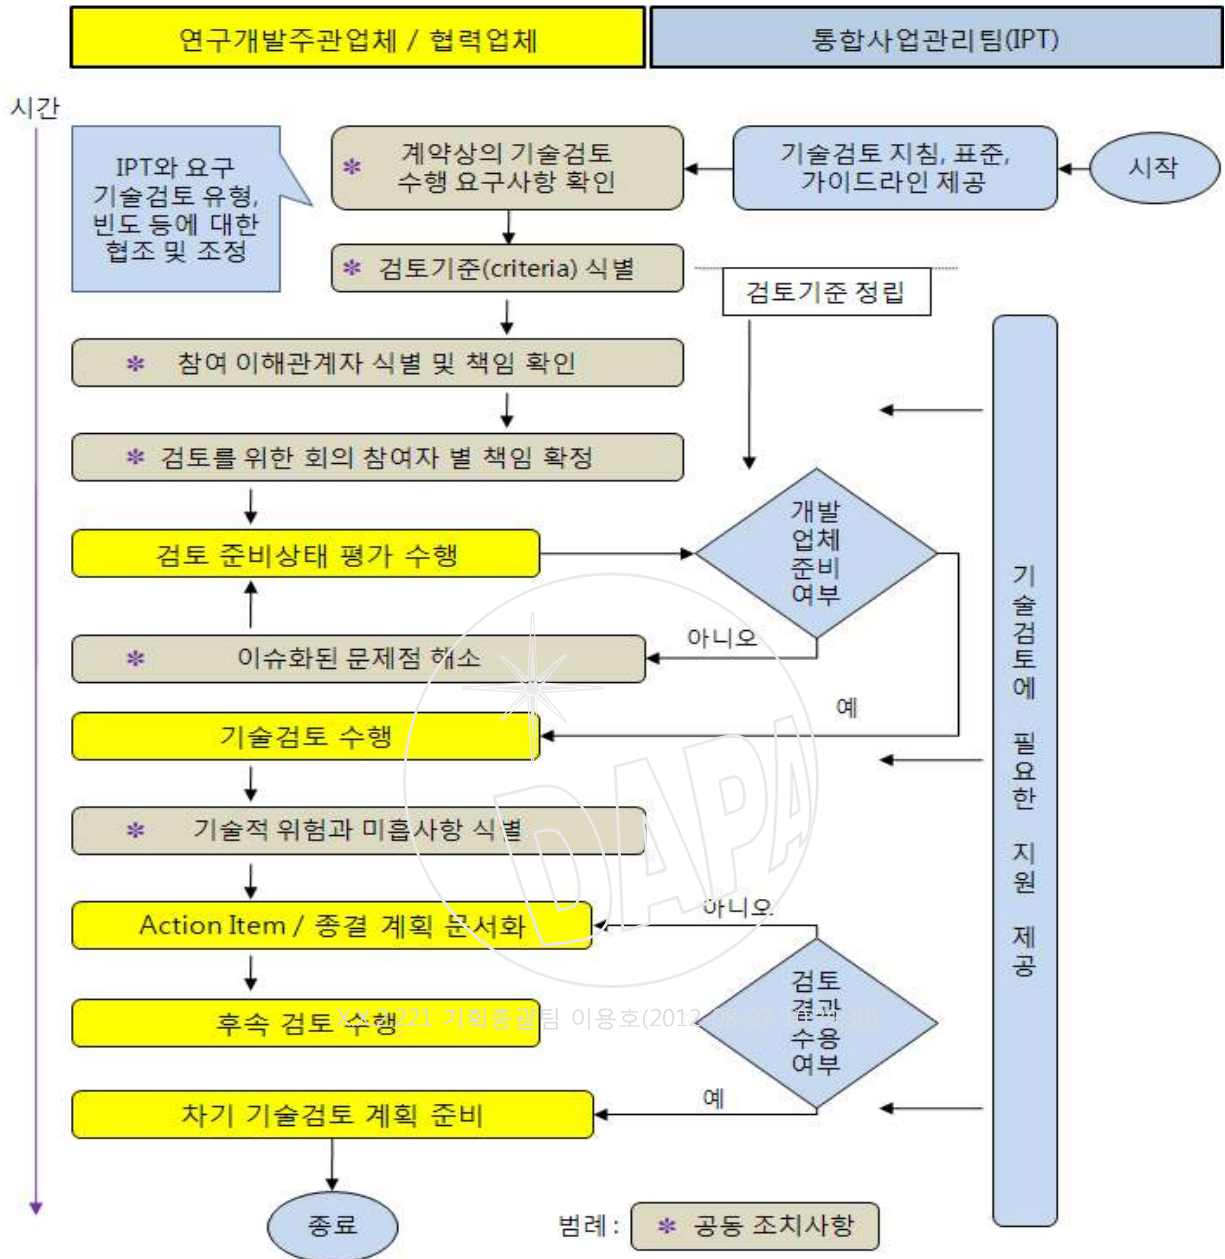 연구개발주관업체 / 협력업체
통합사업관리팀(IPT)
시간
IPT와 요구
기술검토 유형,
빈도 등에 대한
협조 및 조정
* 계약상의 기술검토
수행 요구사항 확인
기술검토 지침, 표준,
가이드라인 제공
시작
* 검토기준(criteria) 식별
검토기준 정립
* 참여 이해관계자 식별 및 책임 확인
* 검토를 위한 회의 참여자 별 책임 확정
개발
업체
준비
여부
검토 준비상태 평가 수행
아니오
* 이슈화된 문제점 해소
예
기술검토 수행
* 기술적 위험과 미흡사항 식별
아니오
Action Item / 종결 계획 문서화
검토
결과
수용
여부
후속 검토 수행
예
차기 기술검토 계획 준비
종료
기술검토에 필요한 지원 제공
범례 :
* 공동 조치사항
DAPA
221 기획총괄팀 이용호(2012